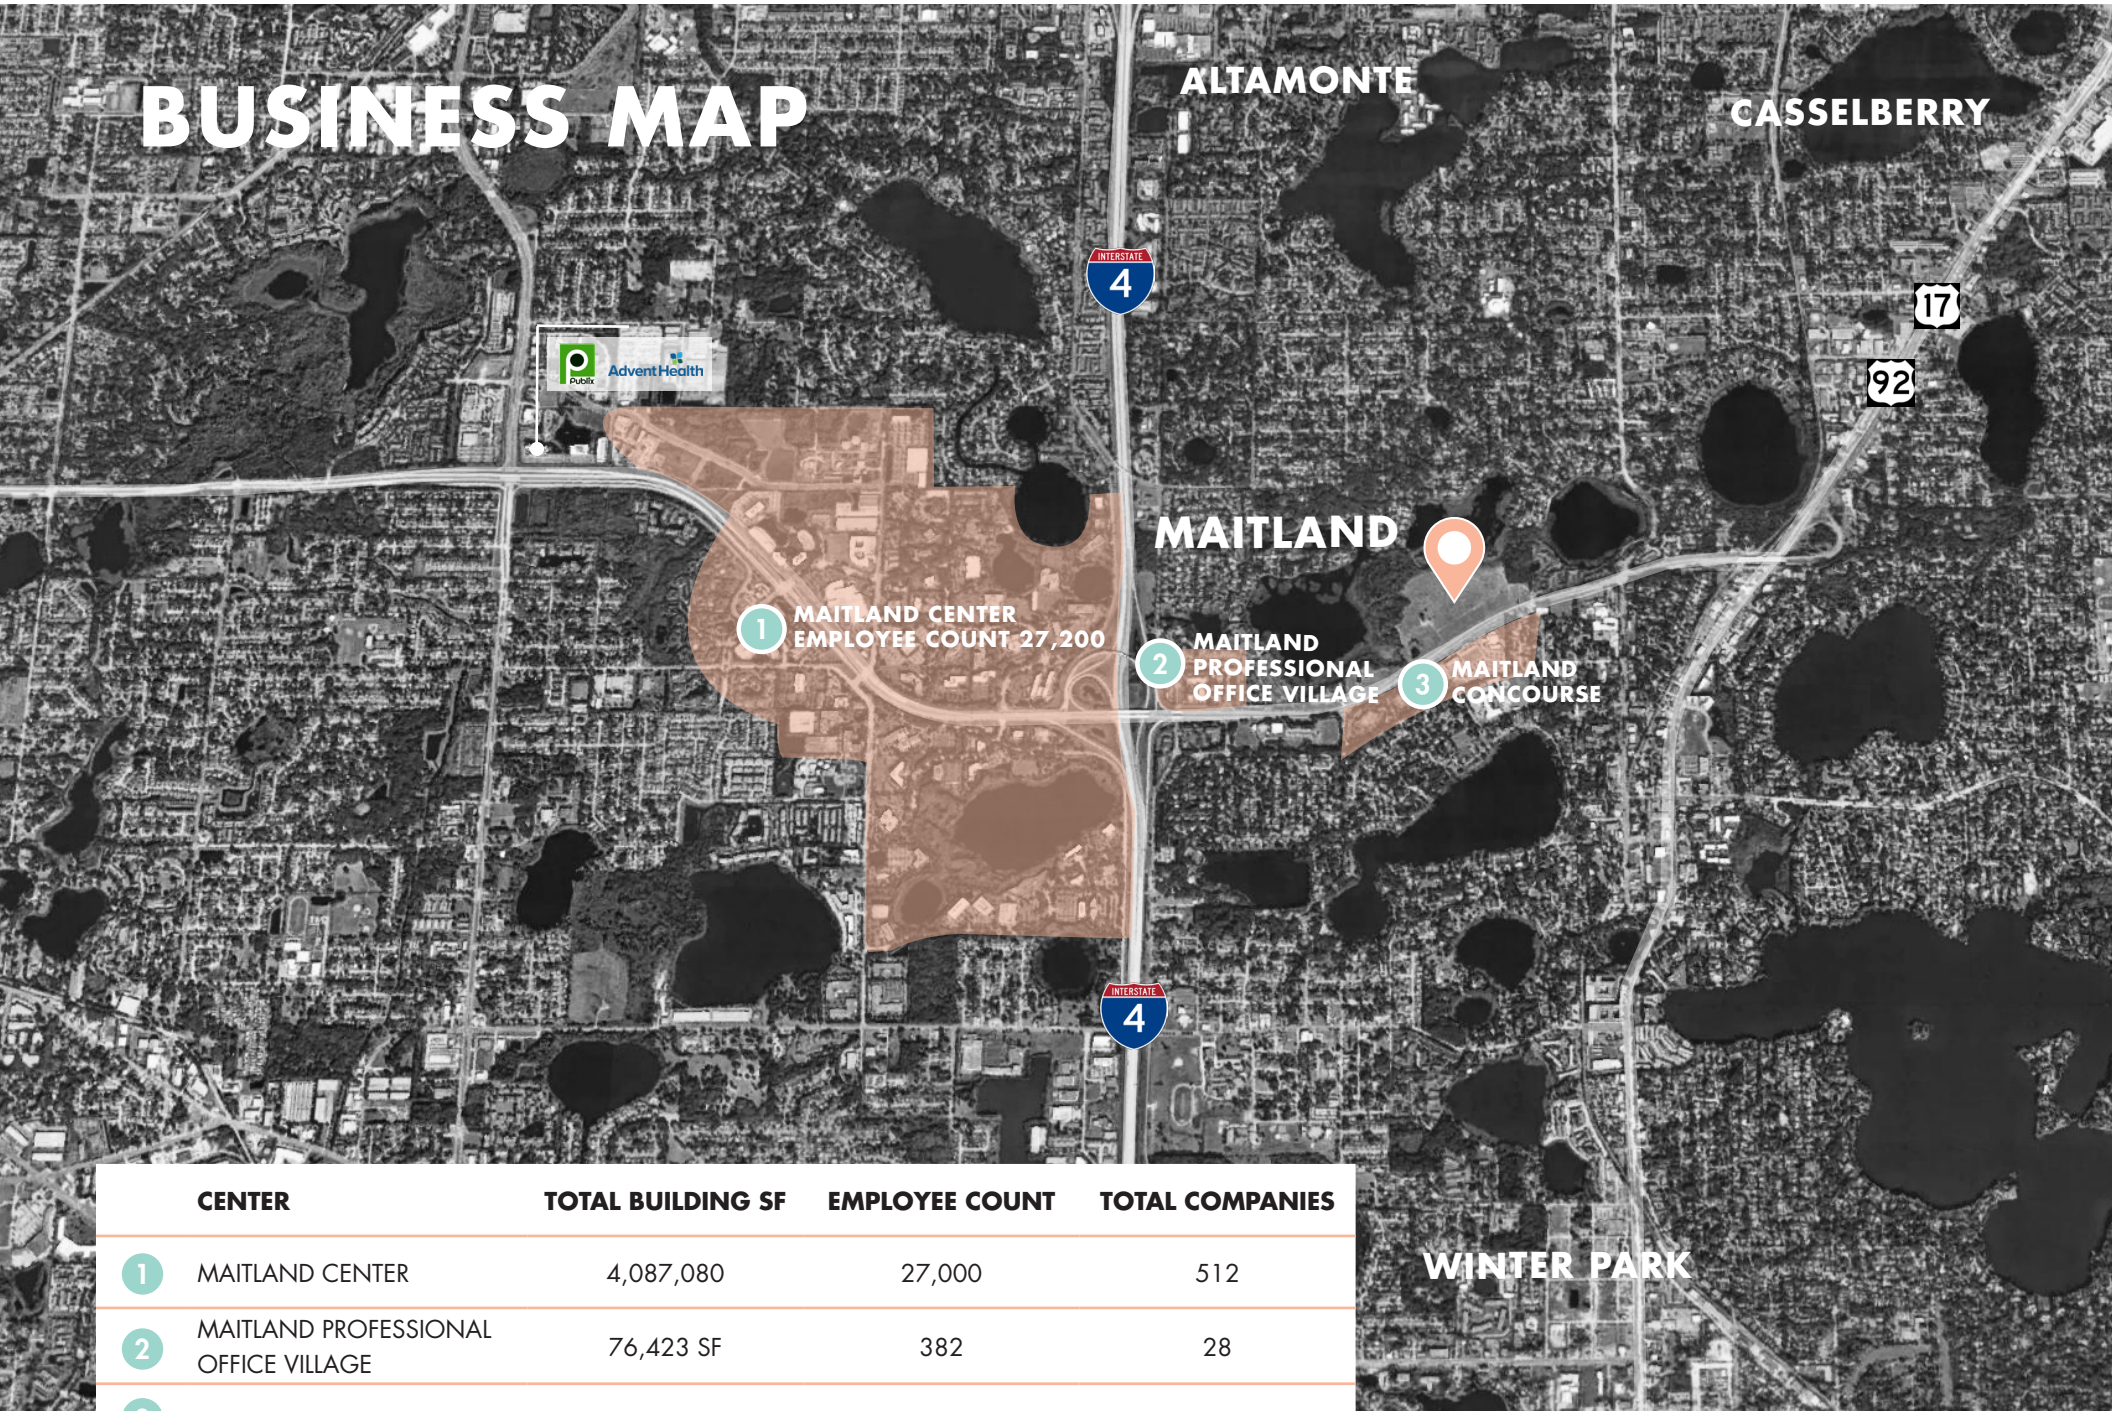 BUSINESS MAP
ALTAMONTE
CASSELBERRY
INTERSTATE
4
17
92
Publix
AdventHealth
MAITLAND
1
MAITLAND CENTER
EMPLOYEE COUNT 27,200
2
MAITLAND
PROFESSIONAL
OFFICE VILLAGE
3
MAITLAND
CONCOURSE
INTERSTATE
4
CENTER TOTAL BUILDING SF EMPLOYEE COUNT TOTAL COMPANIES
1 MAITLAND CENTER 4,087,080 27,000 512
2 MAITLAND PROFESSIONAL
OFFICE VILLAGE 76,423 SF 382 28
WINTER PARK